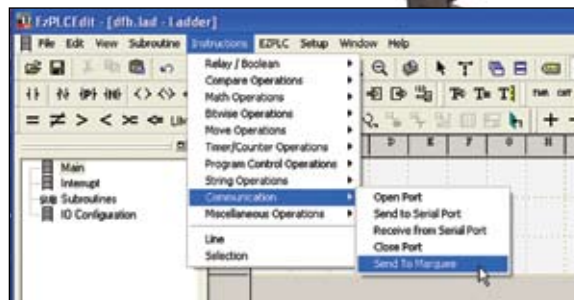 EzPLCEdit - [dfb.lad - Ladder]
File Edit View Subroutine Instructions EZPLC Setup Window Help
Relay / Boolean
Compare Operations
Math Operations
Bitwise Operations
Move Operations
Timer/Counter Operations
Program Control Operations
String Operations
Communication
Miscellaneous Operations
Line
Selection
Open Port
Send to Serial Port
Receive from Serial Port
Close Port
Send To Marquee
Main
Interrupt
SUB Subroutines
IO Configuration